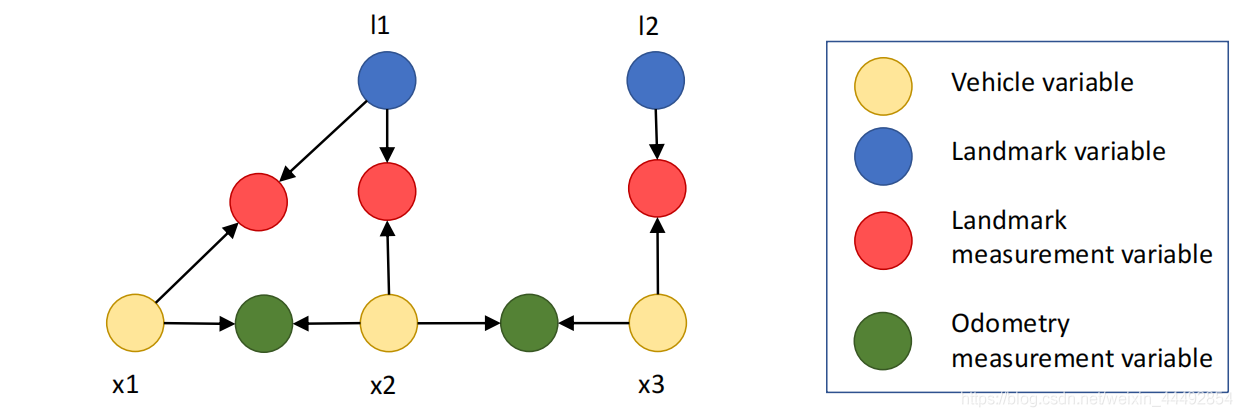 l1
l2
x1
x2
x3
Vehicle variable
Landmark variable
Landmark
measurement variable
Odometry
measurement variable
https://blog.csdn.net/weixin_44492854